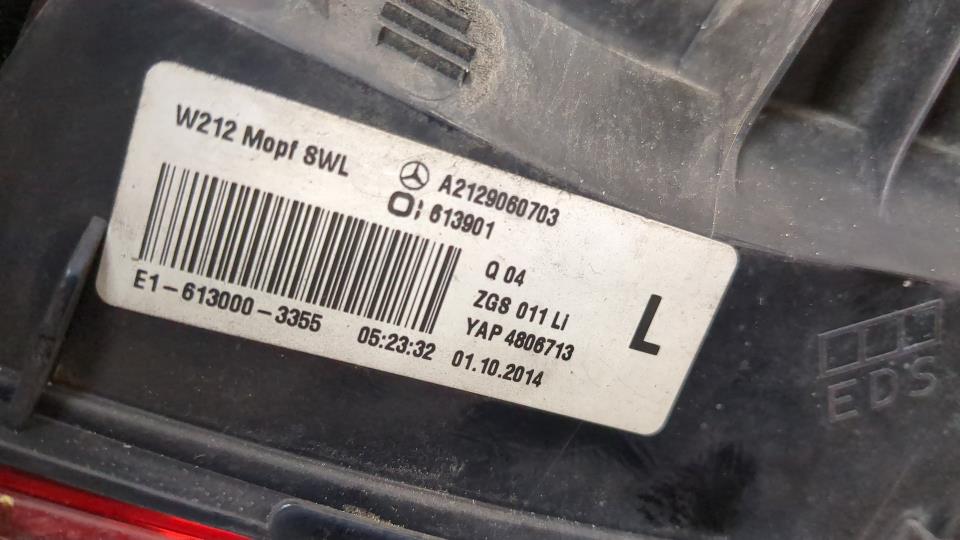 W212 Mopf SWL
A2129060703
613901
Q 04
ZGS 011 Li
YAP 4806713
L
E1-613000-3355 05:23:32 01.10.2014
EDS